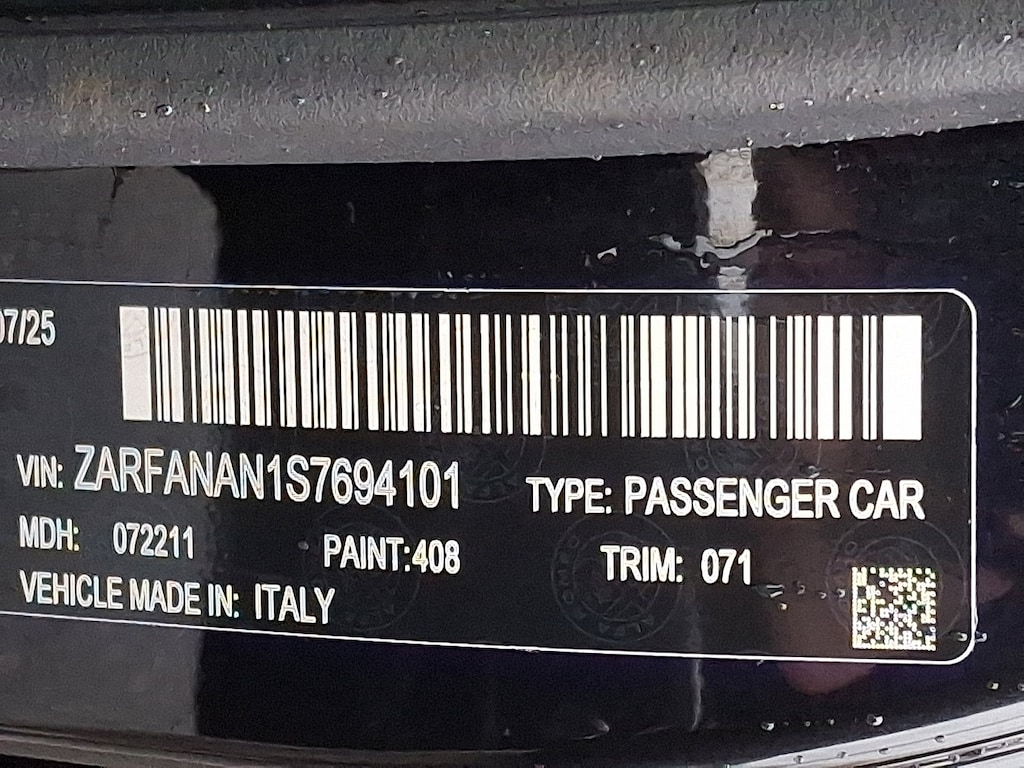 07/25
VIN: ZARFANAN1S7694101 TYPE: PASSENGER CAR
MDH: 072211 PAINT:408 TRIM: 071
VEHICLE MADE IN: ITALY